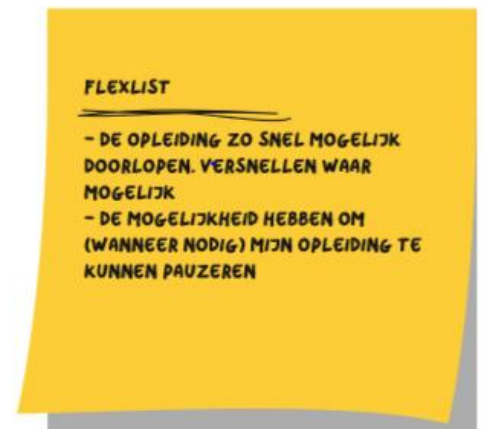 FLEXLIST
- DE OPLEIDING ZO SNEL MOGELIJK
DOORLOPEN. VERSNELLEN WAAR
MOGELIJK
- DE MOGELIJKHEID HEBBEN OM
(WANNEER NODIG) MIJN OPLEIDING TE
KUNNEN PAUZEREN